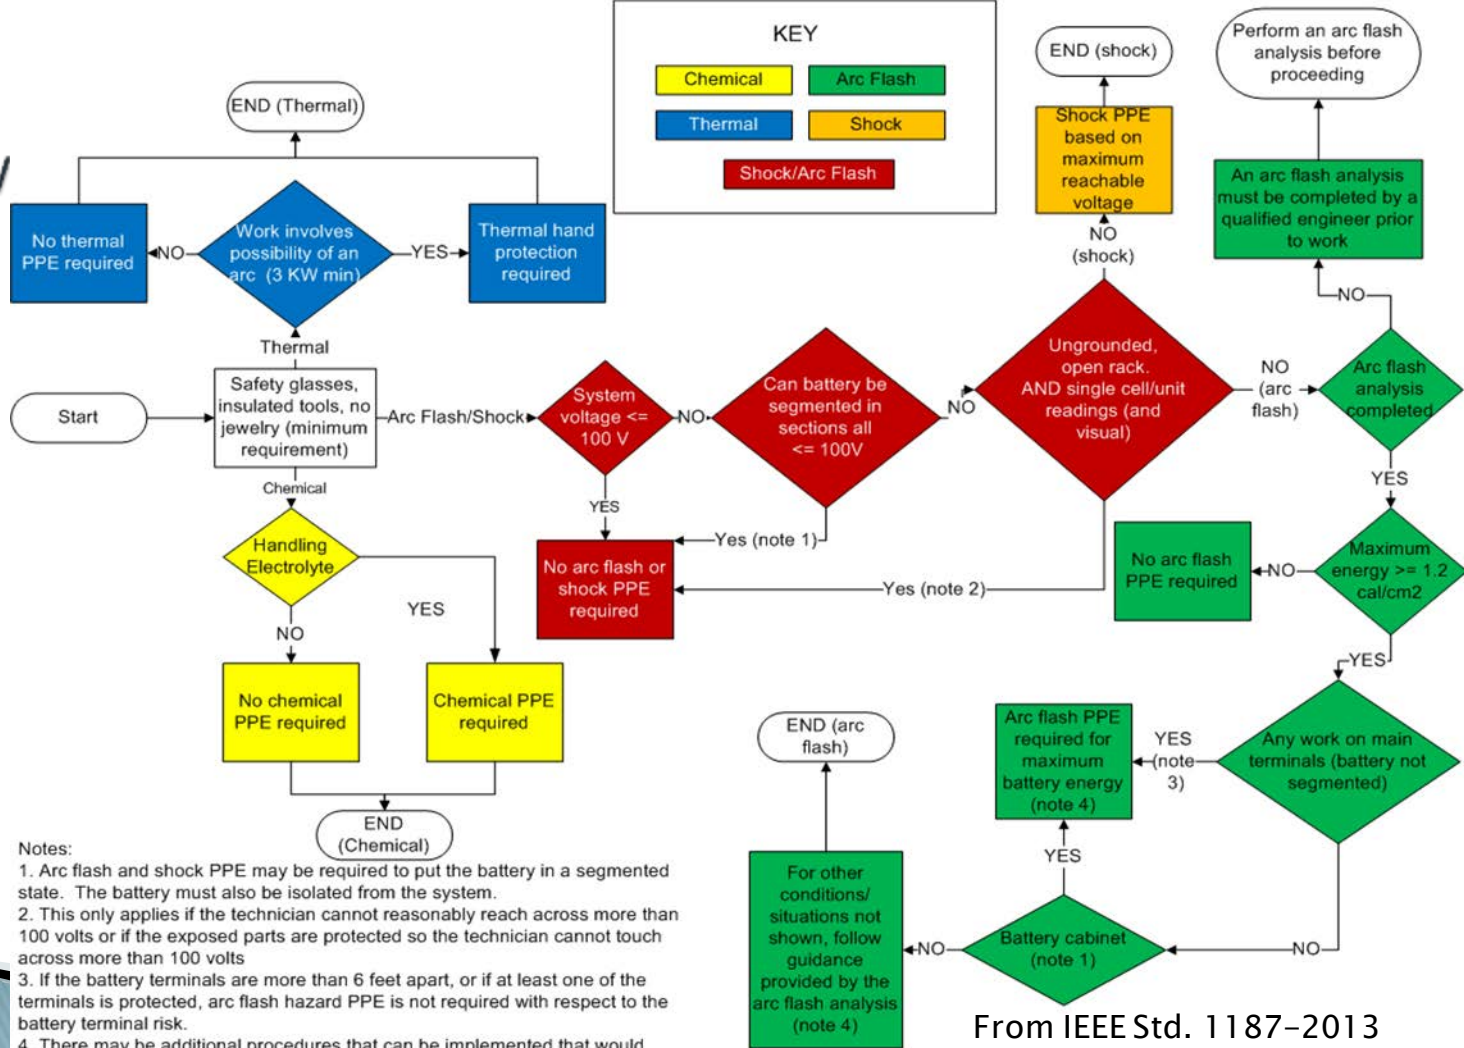 KEY
Chemical
Arc Flash
Thermal
Shock
Shock/Arc Flash
END (Thermal)
No thermal
PPE required
NO
Work involves
possibility of an
arc (3 KW min)
YES
Thermal hand
protection
required
Thermal
Start
Safety glasses,
insulated tools, no
jewelry (minimum
requirement)
Arc Flash/Shock
Chemical
Handling
Electrolyte
NO
YES
No chemical
PPE required
Chemical PPE
required
END
(Chemical)
System
voltage <=
100 V
NO
YES
Can battery be
segmented in
sections all
<= 100V
NO
Yes (note 1)
No arc flash or
shock PPE
required
Ungrounded,
open rack.
AND single cell/unit
readings (and
visual)
Yes (note 2)
NO
(shock)
Shock PPE
based on
maximum
reachable
voltage
END (shock)
NO
(arc
flash)
Arc flash
analysis
completed
NO
An arc flash analysis
must be completed by a
qualified engineer prior
to work
Perform an arc flash
analysis before
proceeding
YES
Maximum
energy >= 1.2
cal/cm2
NO
No arc flash
PPE required
YES
Any work on main
terminals (battery not
segmented)
YES
(note
3)
Arc flash PPE
required for
maximum
battery energy
(note 4)
NO
Battery cabinet
(note 1)
YES
NO
For other
conditions/
situations not
shown, follow
guidance
provided by the
arc flash analysis
(note 4)
END (arc
flash)
Notes:
1. Arc flash and shock PPE may be required to put the battery in a segmented
state. The battery must also be isolated from the system.
2. This only applies if the technician cannot reasonably reach across more than
100 volts or if the exposed parts are protected so the technician cannot touch
across more than 100 volts
3. If the battery terminals are more than 6 feet apart, or if at least one of the
terminals is protected, arc flash hazard PPE is not required with respect to the
battery terminal risk.
4. There may be additional procedures that can be implemented that would
From IEEE Std. 1187-2013